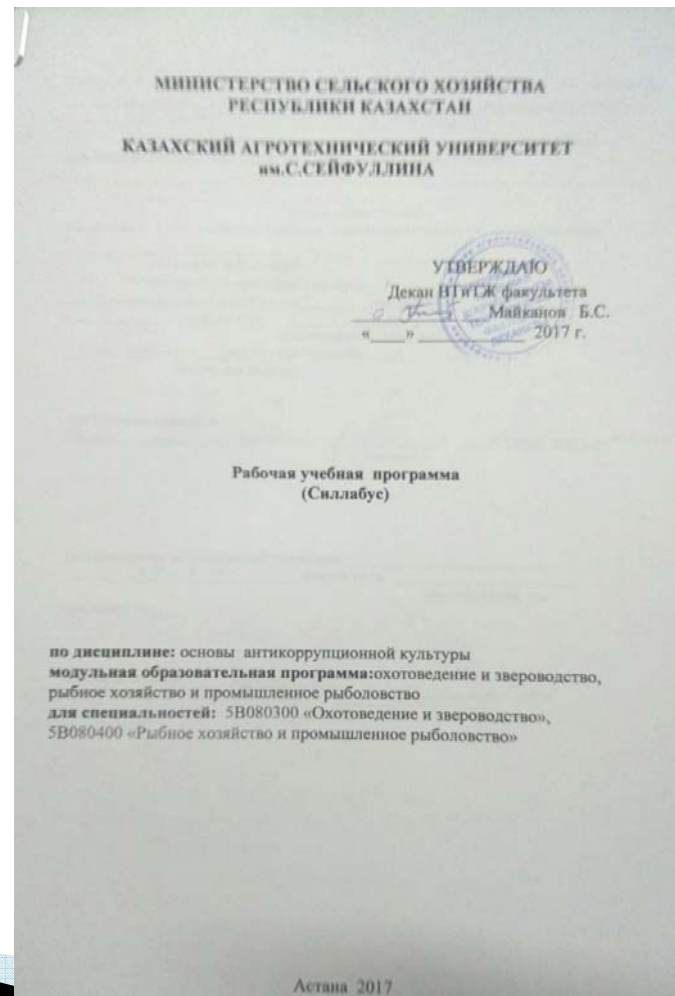 МИНИСТЕРСТВО СЕЛЬСКОГО ХОЗЯЙСТВА
РЕСПУБЛИКИ КАЗАХСТАН
КАЗАХСКИЙ АГРОТЕХНИЧЕСКИЙ УНИВЕРСИТЕТ
им.С.СЕЙФУЛЛИНА
УТВЕРЖДАЮ
Декан ВТиТЖ факультета
Майканов Б.С.
«____» ____________ 2017 г.
Рабочая учебная программа
(Силлабус)
по дисциплине: основы антикоррупционной культуры
модульная образовательная программа:охотоведение и звероводство,
рыбное хозяйство и промышленное рыболовство
для специальностей: 5В080300 «Охотоведение и звероводство»,
5В080400 «Рыбное хозяйство и промышленное рыболовство»
Астана 2017